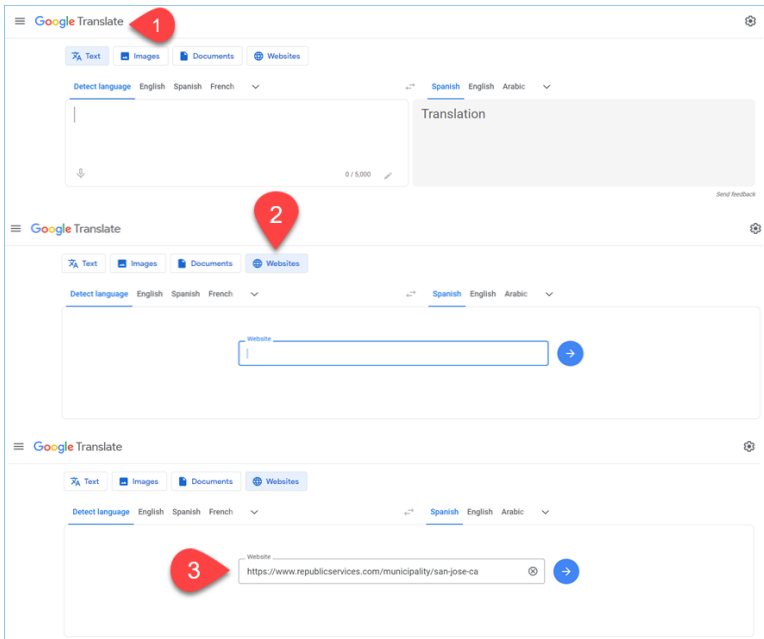 Google Translate
1
Text Images Documents Websites
Detect language English Spanish French Spanish English Arabic
Translation
0 / 5,000
Send feedback
2
Google Translate
Text Images Documents Websites
Detect language English Spanish French Spanish English Arabic
Website
Google Translate
Text Images Documents Websites
Detect language English Spanish French Spanish English Arabic
Website
3
https://www.republicservices.com/municipality/san-jose-ca